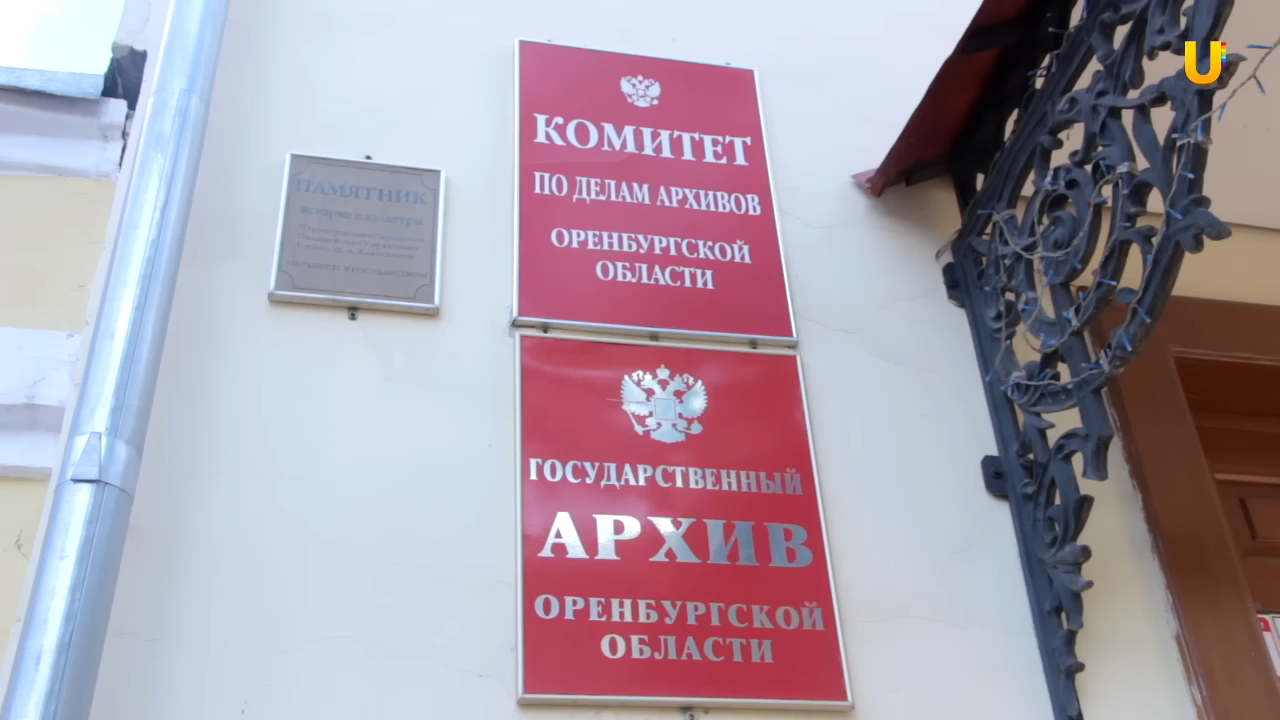 ПАМЯТНИК
истории и культуры
КОМИТЕТ
ПО ДЕЛАМ АРХИВОВ
ОРЕНБУРГСКОЙ
ОБЛАСТИ
ГОСУДАРСТВЕННЫЙ
АРХИВ
ОРЕНБУРГСКОЙ
ОБЛАСТИ
U